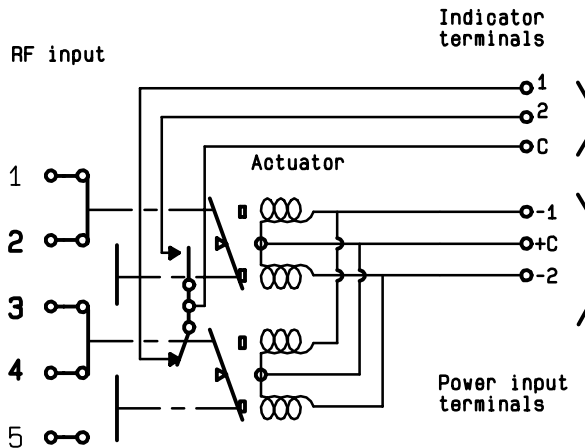 Indicator
terminals
RF input
1
2
C
Actuator
1
2
3
4
5
-1
+C
-2
Power input
terminals